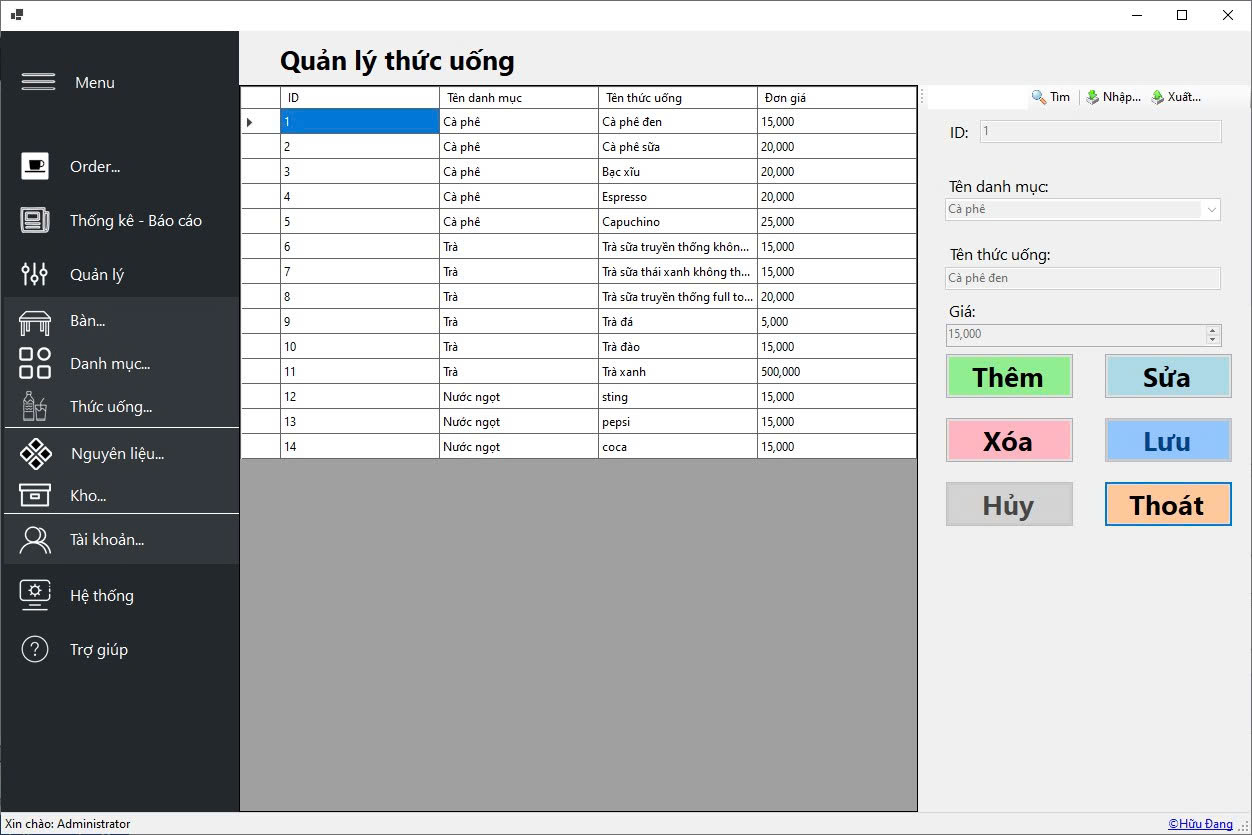 Quản lý thức uống
Menu
Order...
Thống kê - Báo cáo
Quản lý
Bàn...
Danh mục...
Thức uống...
Nguyên liệu...
Kho...
Tài khoản...
Hệ thống
Trợ giúp
ID Tên danh mục Tên thức uống Đơn giá
1 Cà phê Cà phê đen 15,000
2 Cà phê Cà phê sữa 20,000
3 Cà phê Bạc xĩu 20,000
4 Cà phê Espresso 20,000
5 Cà phê Capuchino 25,000
6 Trà Trà sữa truyền thống khôn... 15,000
7 Trà Trà sữa thái xanh không th... 15,000
8 Trà Trà sữa truyền thống full to... 20,000
9 Trà Trà đá 5,000
10 Trà Trà đào 15,000
11 Trà Trà xanh 500,000
12 Nước ngọt sting 15,000
13 Nước ngọt pepsi 15,000
14 Nước ngọt coca 15,000
Tìm Nhập... Xuất...
ID: 1
Tên danh mục:
Cà phê
Tên thức uống:
Cà phê đen
Giá:
15,000
Thêm Sửa
Xóa Lưu
Hủy Thoát
Xin chào: Administrator
©Hữu Đang